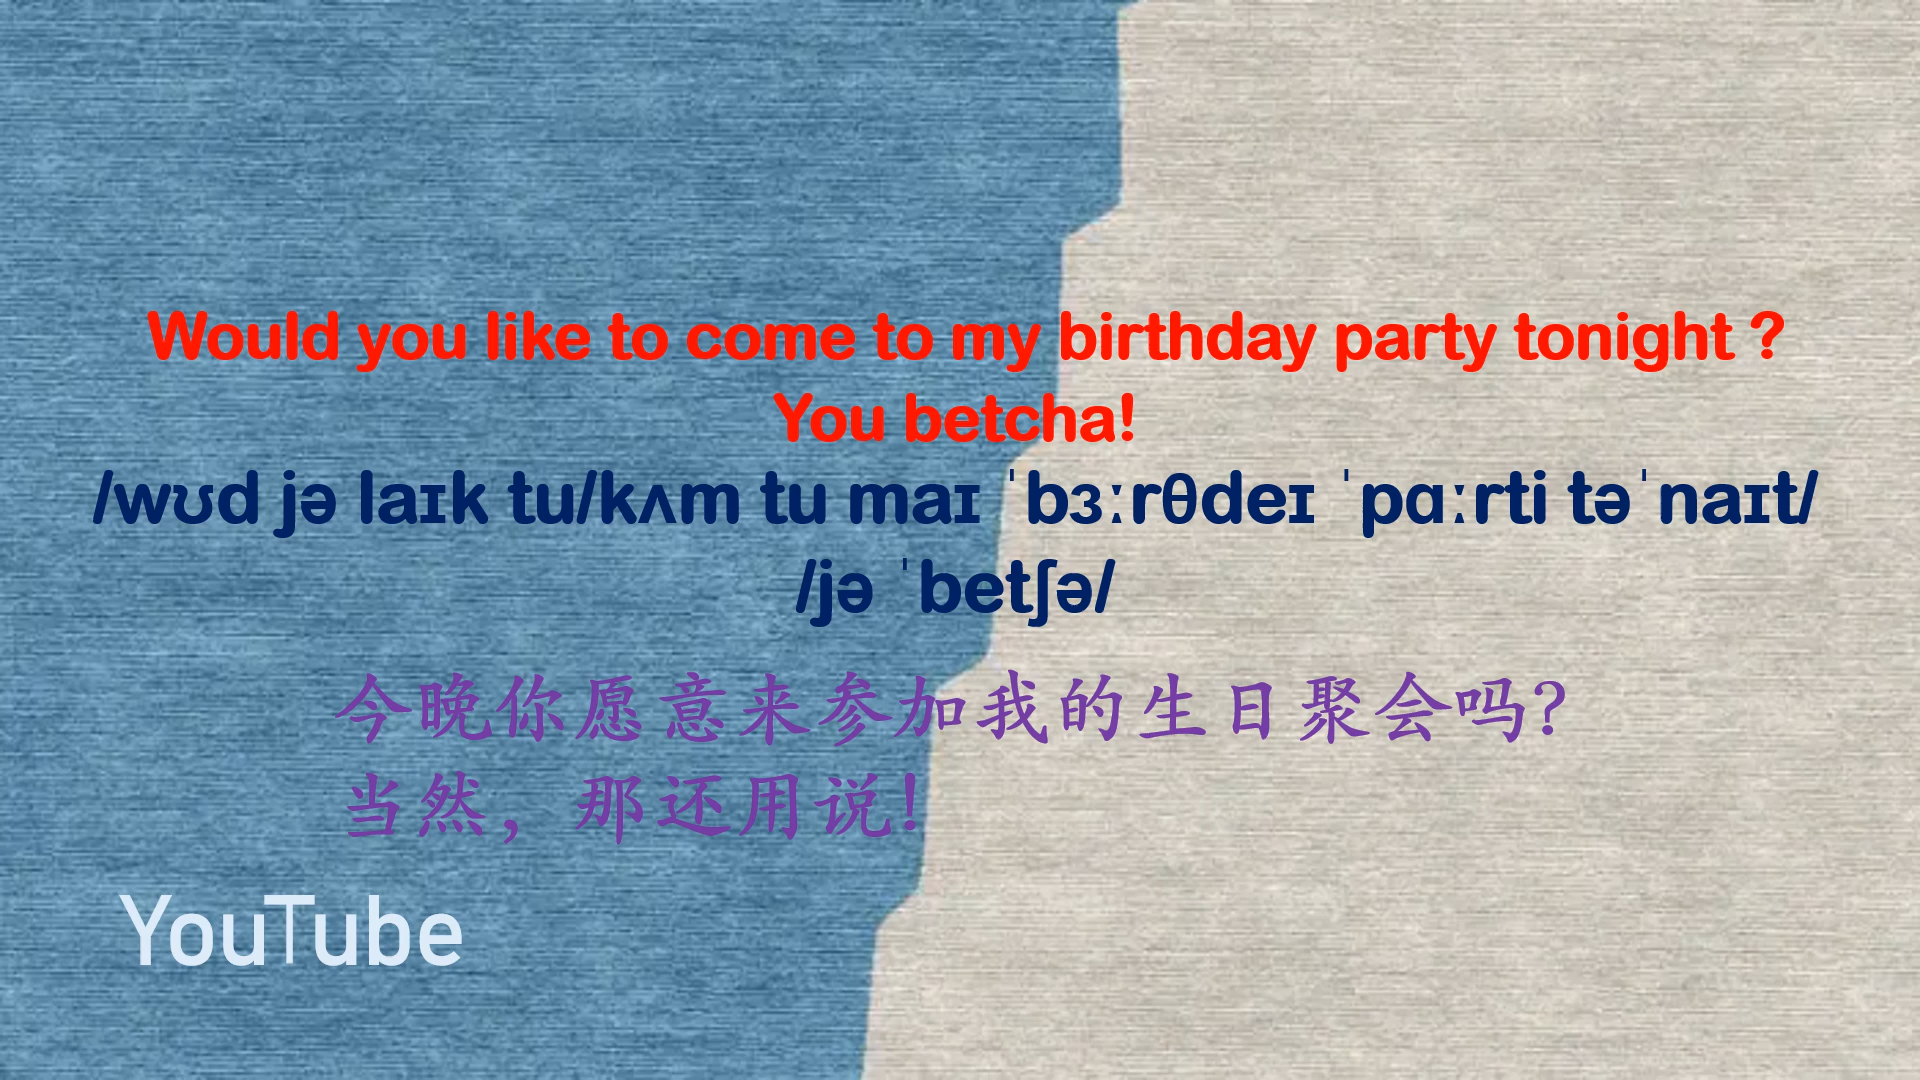 Would you like to come to my birthday party tonight ?
You betcha!
/wʊd jə laɪk tu/kʌm tu maɪ ˈbɜːrθdeɪ ˈpɑːrti təˈnaɪt/
/jə ˈbetʃə/
今晚你愿意来参加我的生日聚会吗?
当然，那还用说!
YouTube